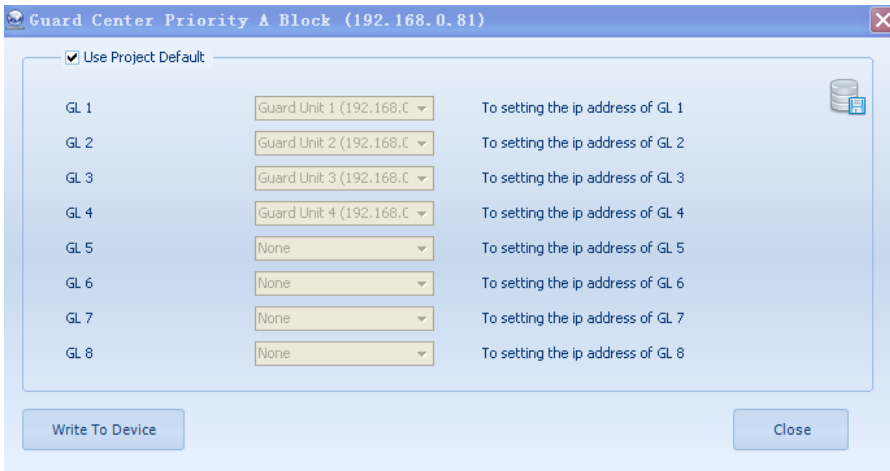 Guard Center Priority A Block (192.168.0.81)
Use Project Default
GL 1 Guard Unit 1 (192.168.0 To setting the ip address of GL 1
GL 2 Guard Unit 2 (192.168.0 To setting the ip address of GL 2
GL 3 Guard Unit 3 (192.168.0 To setting the ip address of GL 3
GL 4 Guard Unit 4 (192.168.0 To setting the ip address of GL 4
GL 5 None To setting the ip address of GL 5
GL 6 None To setting the ip address of GL 6
GL 7 None To setting the ip address of GL 7
GL 8 None To setting the ip address of GL 8
Write To Device Close